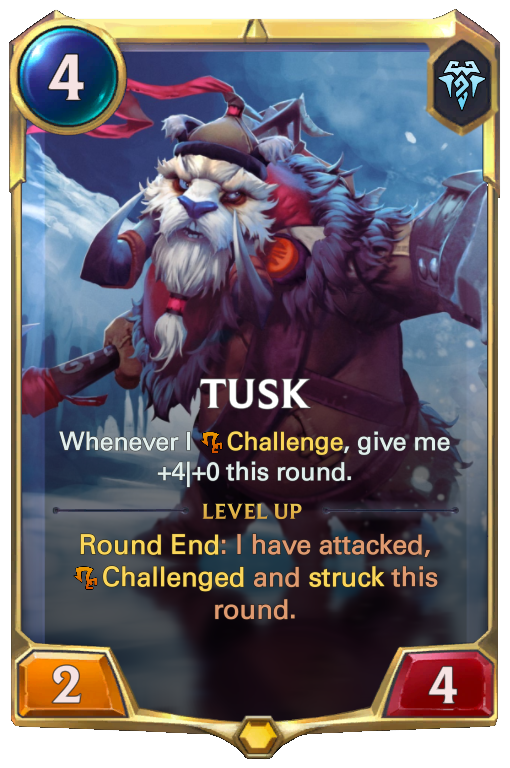 4
TUSK
Whenever I Challenge, give me
+4|+0 this round.
LEVEL UP
Round End: I have attacked,
Challenged and struck this
round.
2
4